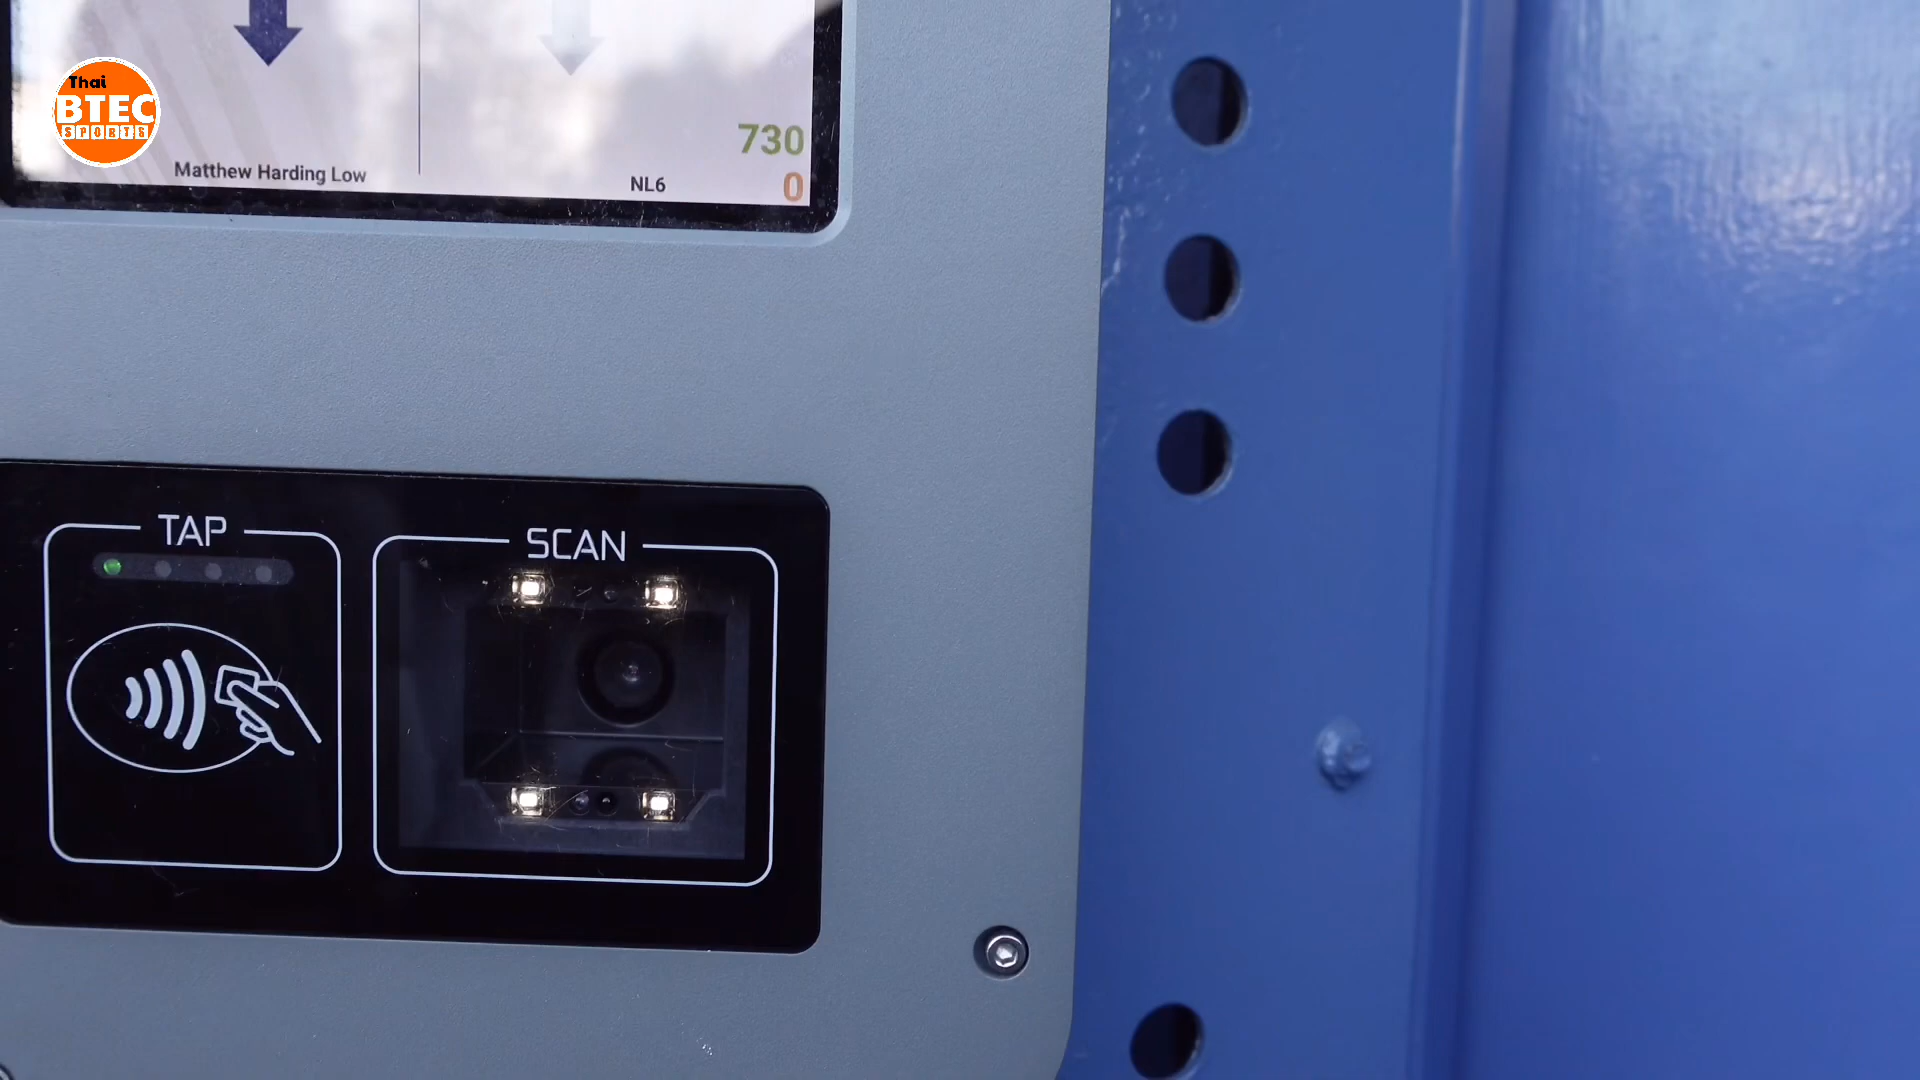 Thai
BTEC
SPORTS
730
Matthew Harding Low
NL6
0
TAP
SCAN